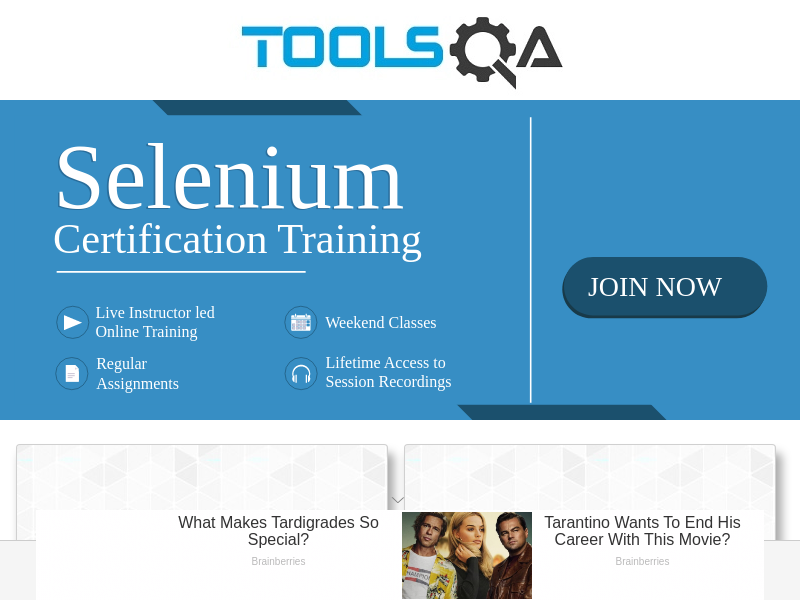 TOOLSQA
Selenium
Certification Training
JOIN NOW
Live Instructor led
Online Training
Weekend Classes
Regular
Assignments
Lifetime Access to
Session Recordings
What Makes Tardigrades So
Special?
Brainberries
CHAMPION
Tarantino Wants To End His
Career With This Movie?
Brainberries